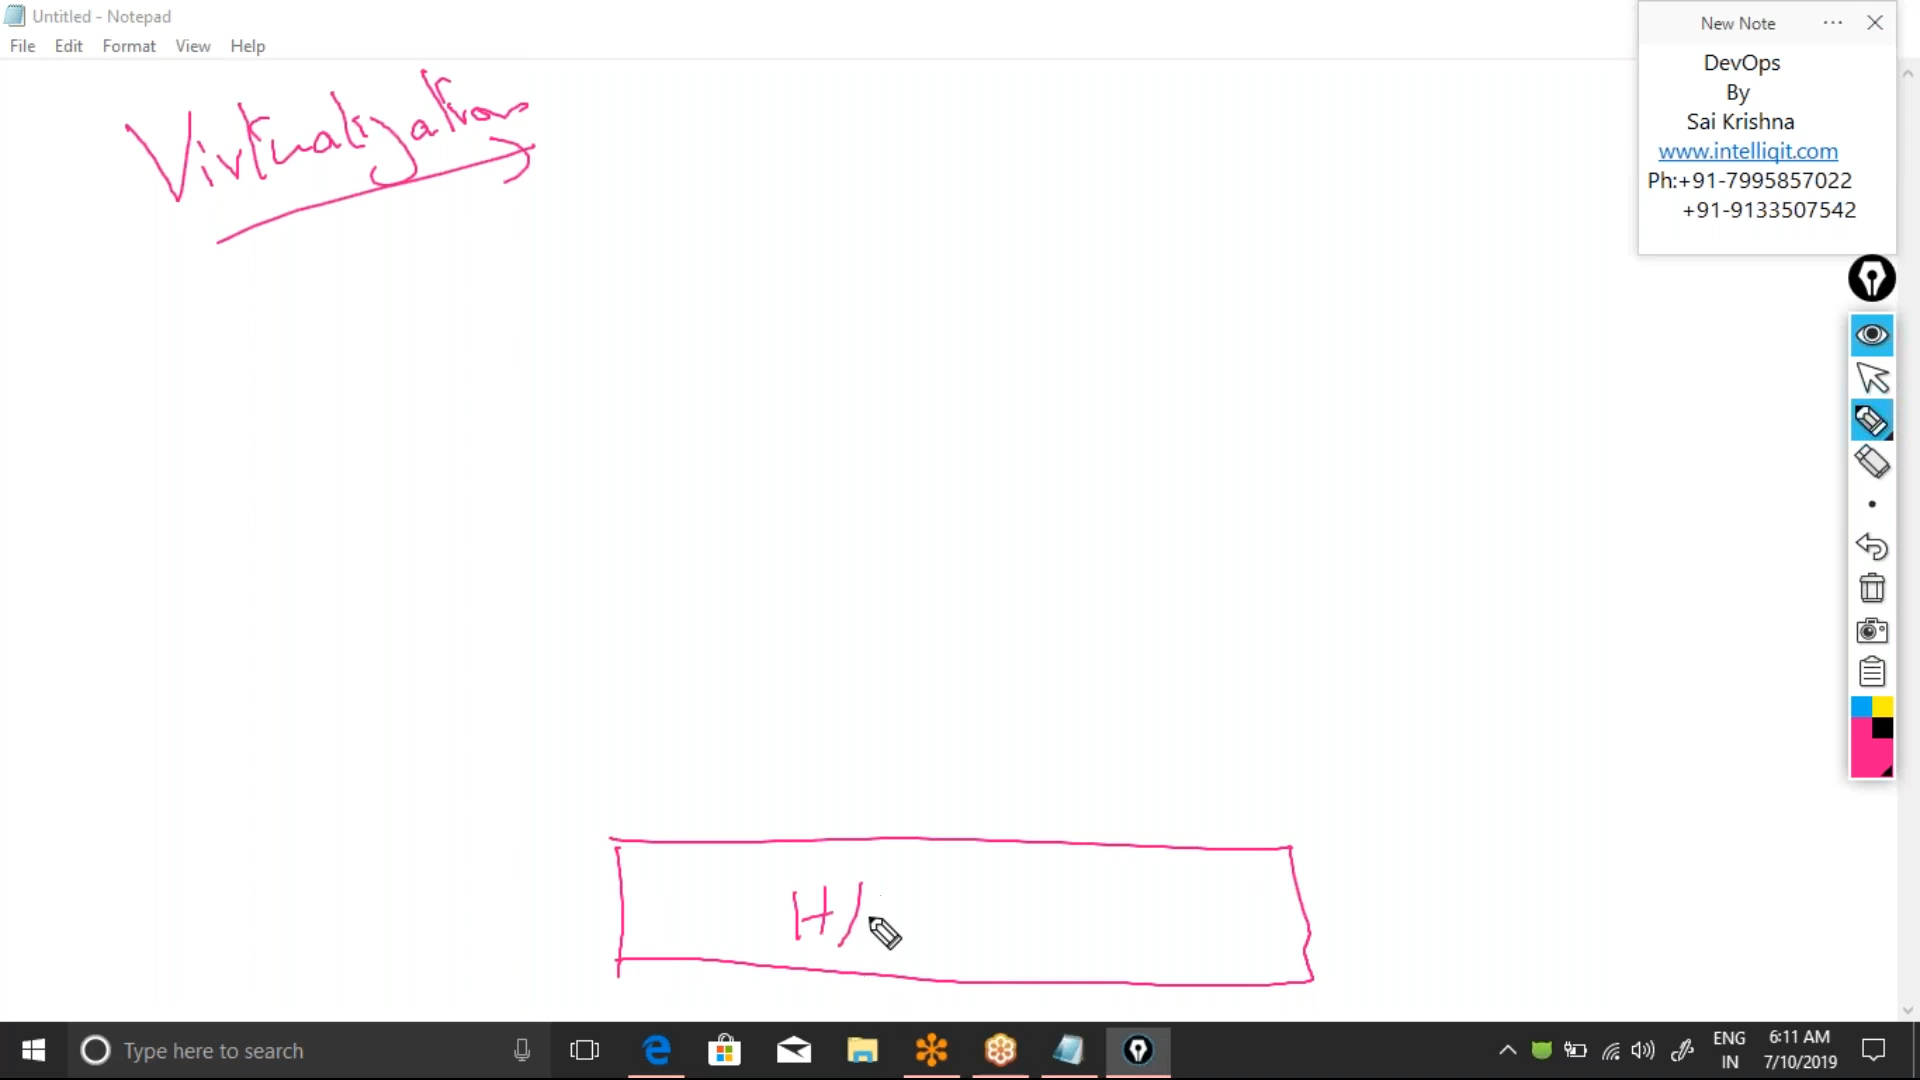 Untitled - Notepad
File Edit Format View Help
Virtualization
New Note
DevOps
By
Sai Krishna
www.intelliqit.com
Ph:+91-7995857022
+91-9133507542
H/
Type here to search
ENG
IN
6:11 AM
7/10/2019